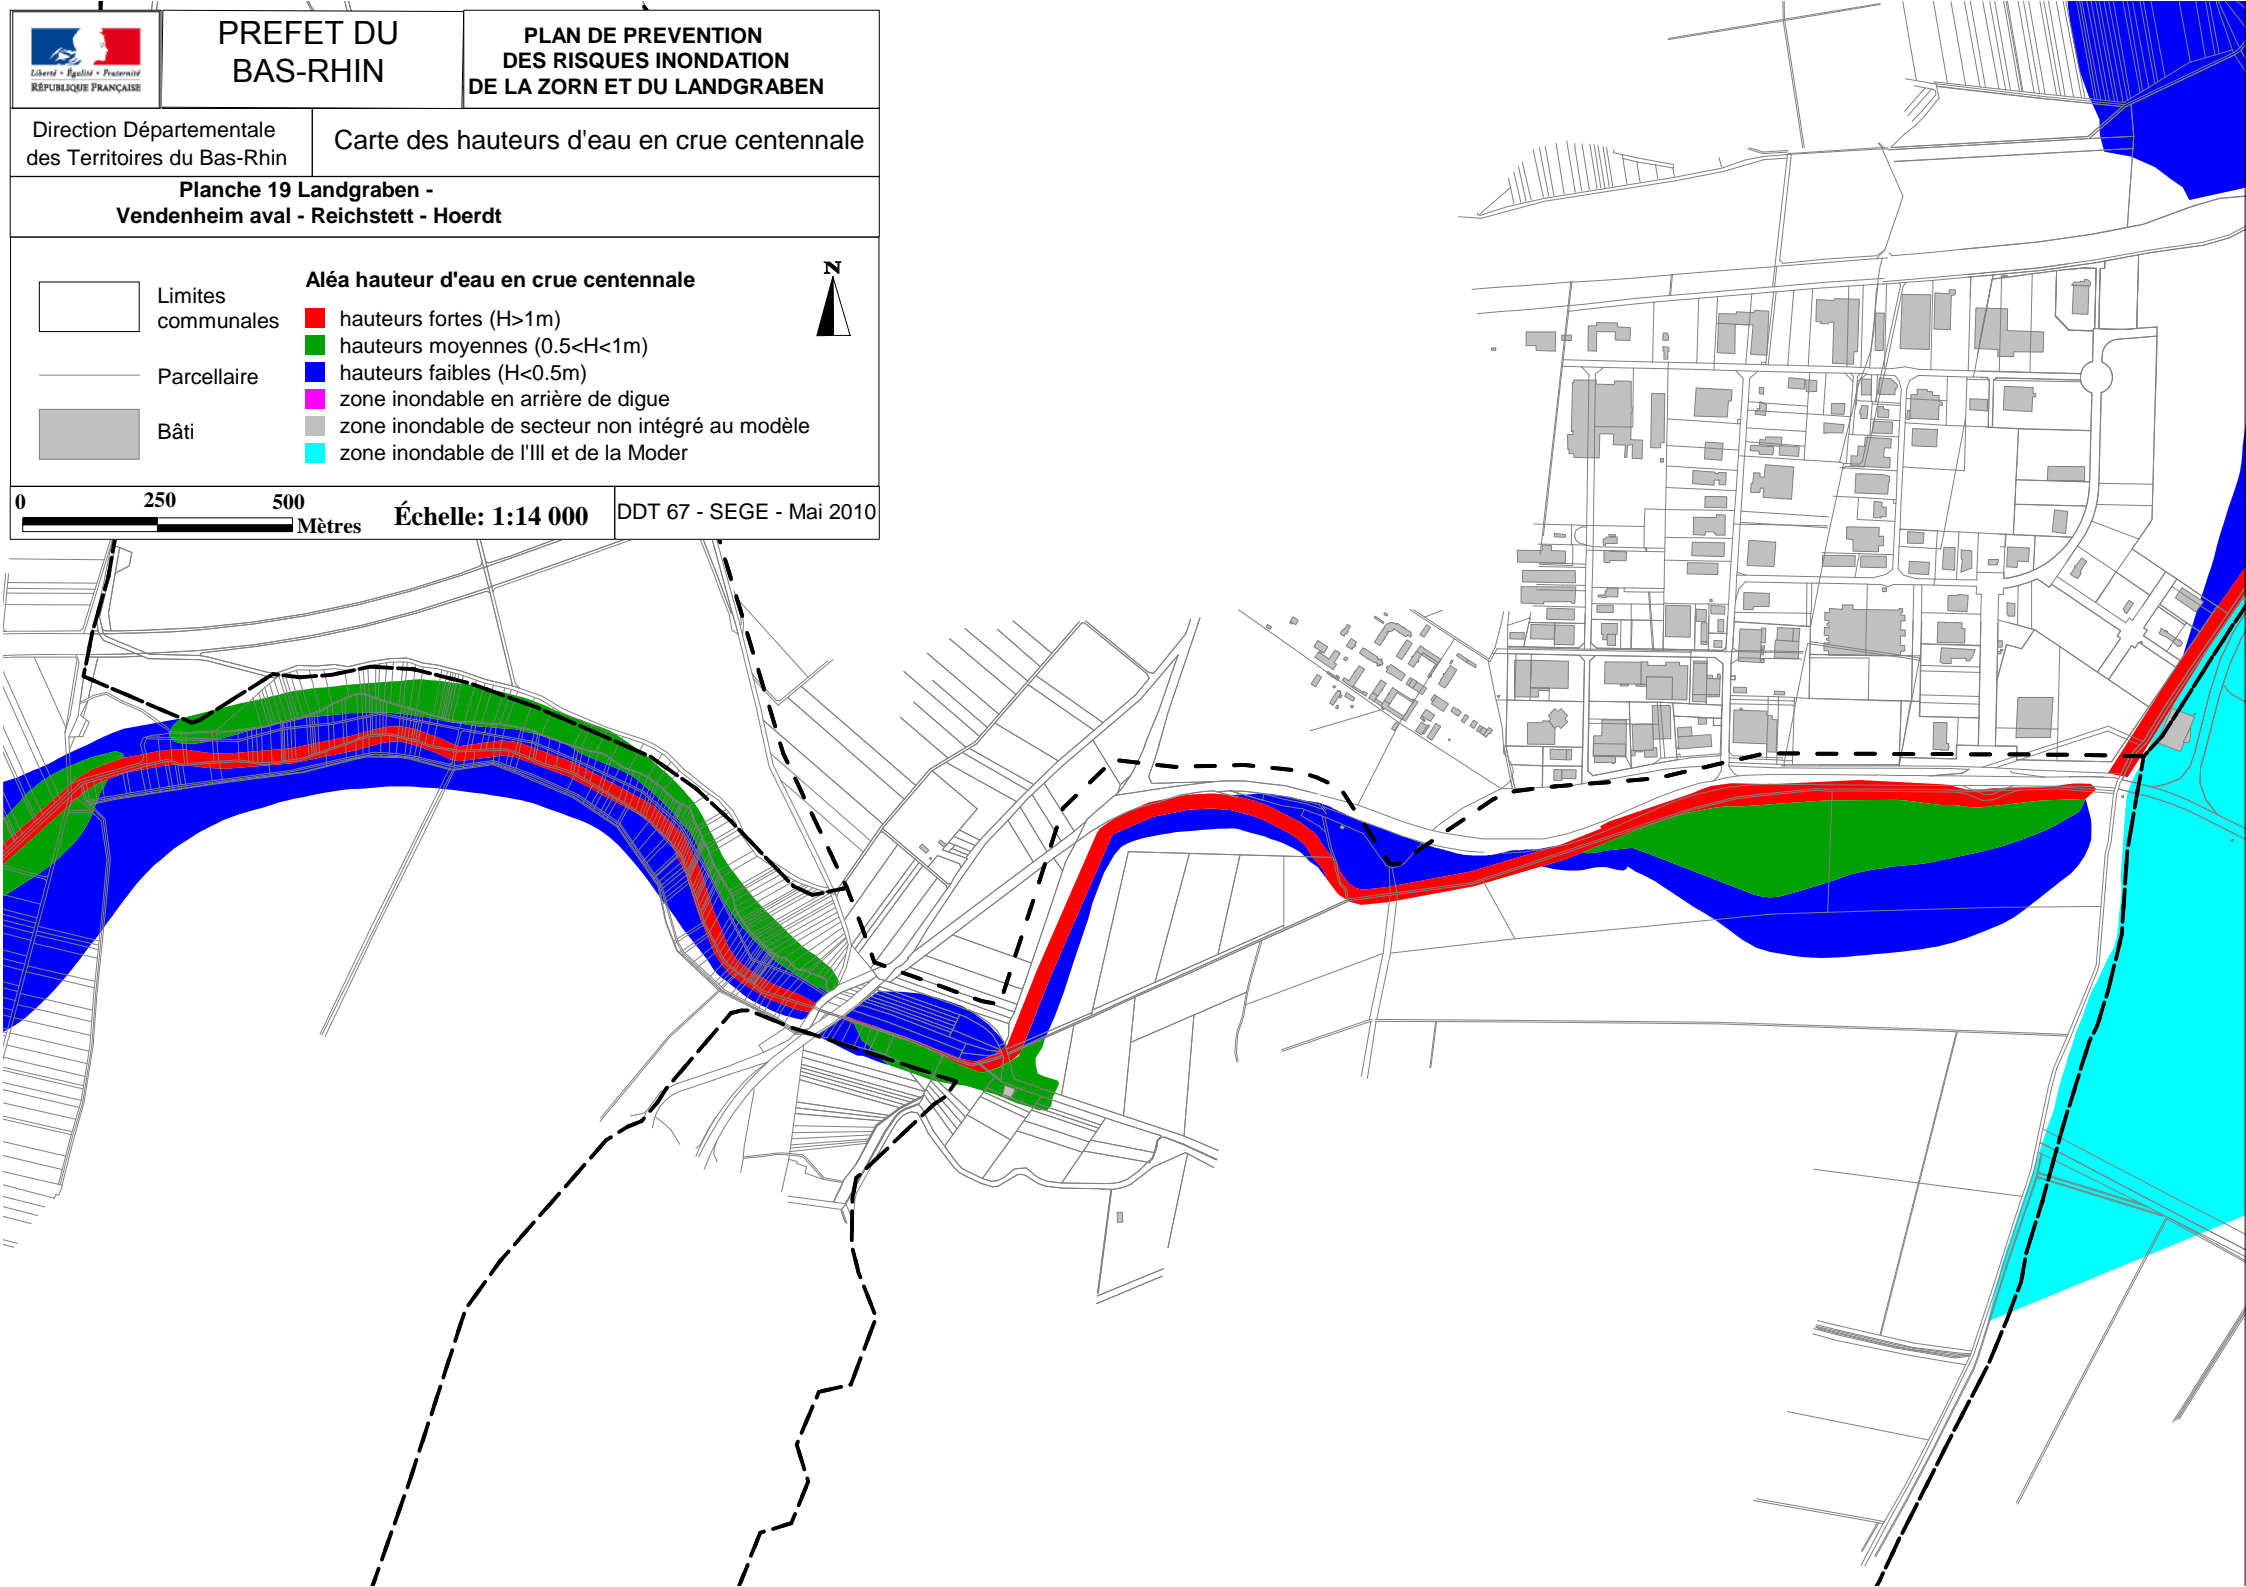 Liberté • Égalité • Fraternité
RÉPUBLIQUE FRANÇAISE
PREFET DU
BAS-RHIN
PLAN DE PREVENTION
DES RISQUES INONDATION
DE LA ZORN ET DU LANDGRABEN
Direction Départementale
des Territoires du Bas-Rhin
Carte des hauteurs d'eau en crue centennale
Planche 19 Landgraben -
Vendenheim aval - Reichstett - Hoerdt
Limites
communales
Parcellaire
Bâti
Aléa hauteur d'eau en crue centennale
hauteurs fortes (H>1m)
hauteurs moyennes (0.5<H<1m)
hauteurs faibles (H<0.5m)
zone inondable en arrière de digue
zone inondable de secteur non intégré au modèle
zone inondable de l'Ill et de la Moder
N
0 250 500
Mètres
Échelle: 1:14 000
DDT 67 - SEGE - Mai 2010